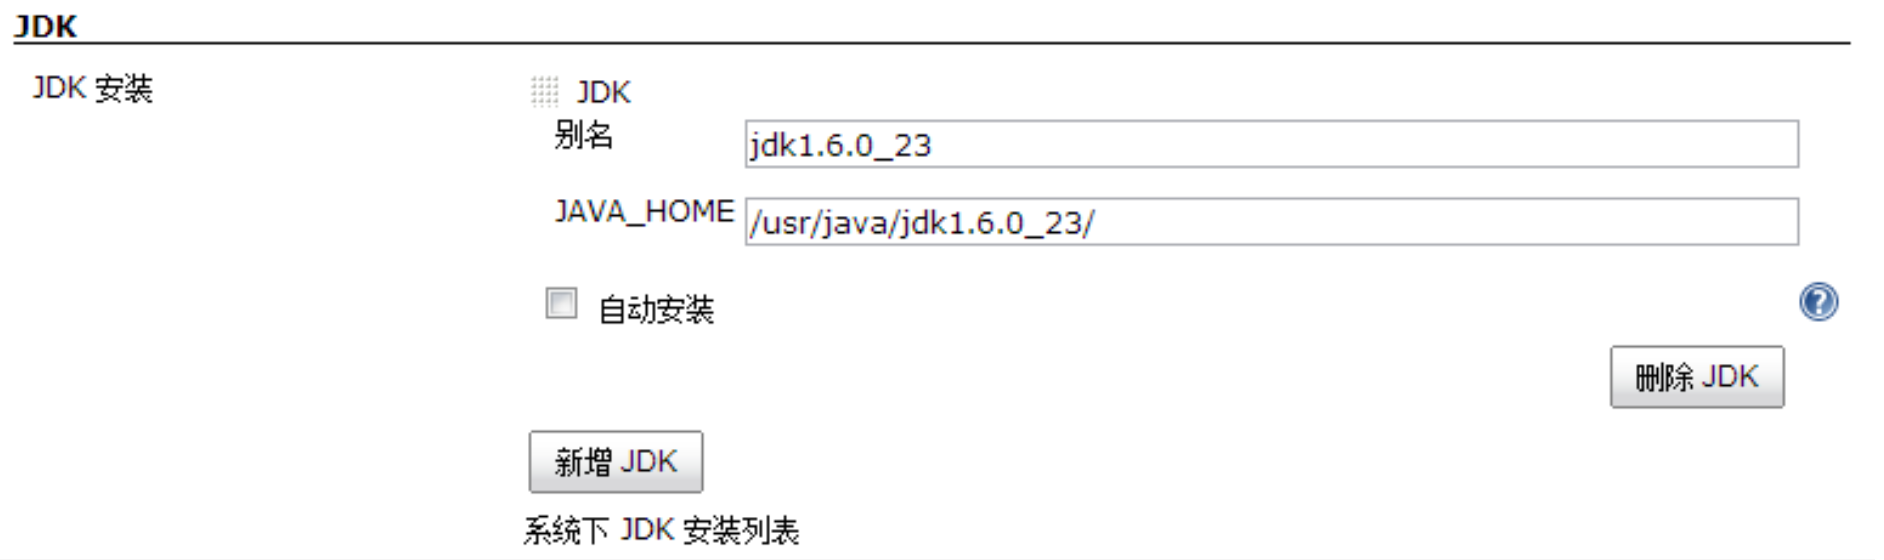 JDK
JDK 安装
JDK
别名
jdk1.6.0_23
JAVA_HOME
/usr/java/jdk1.6.0_23/
自动安装
?
删除 JDK
新增 JDK
系统下 JDK 安装列表